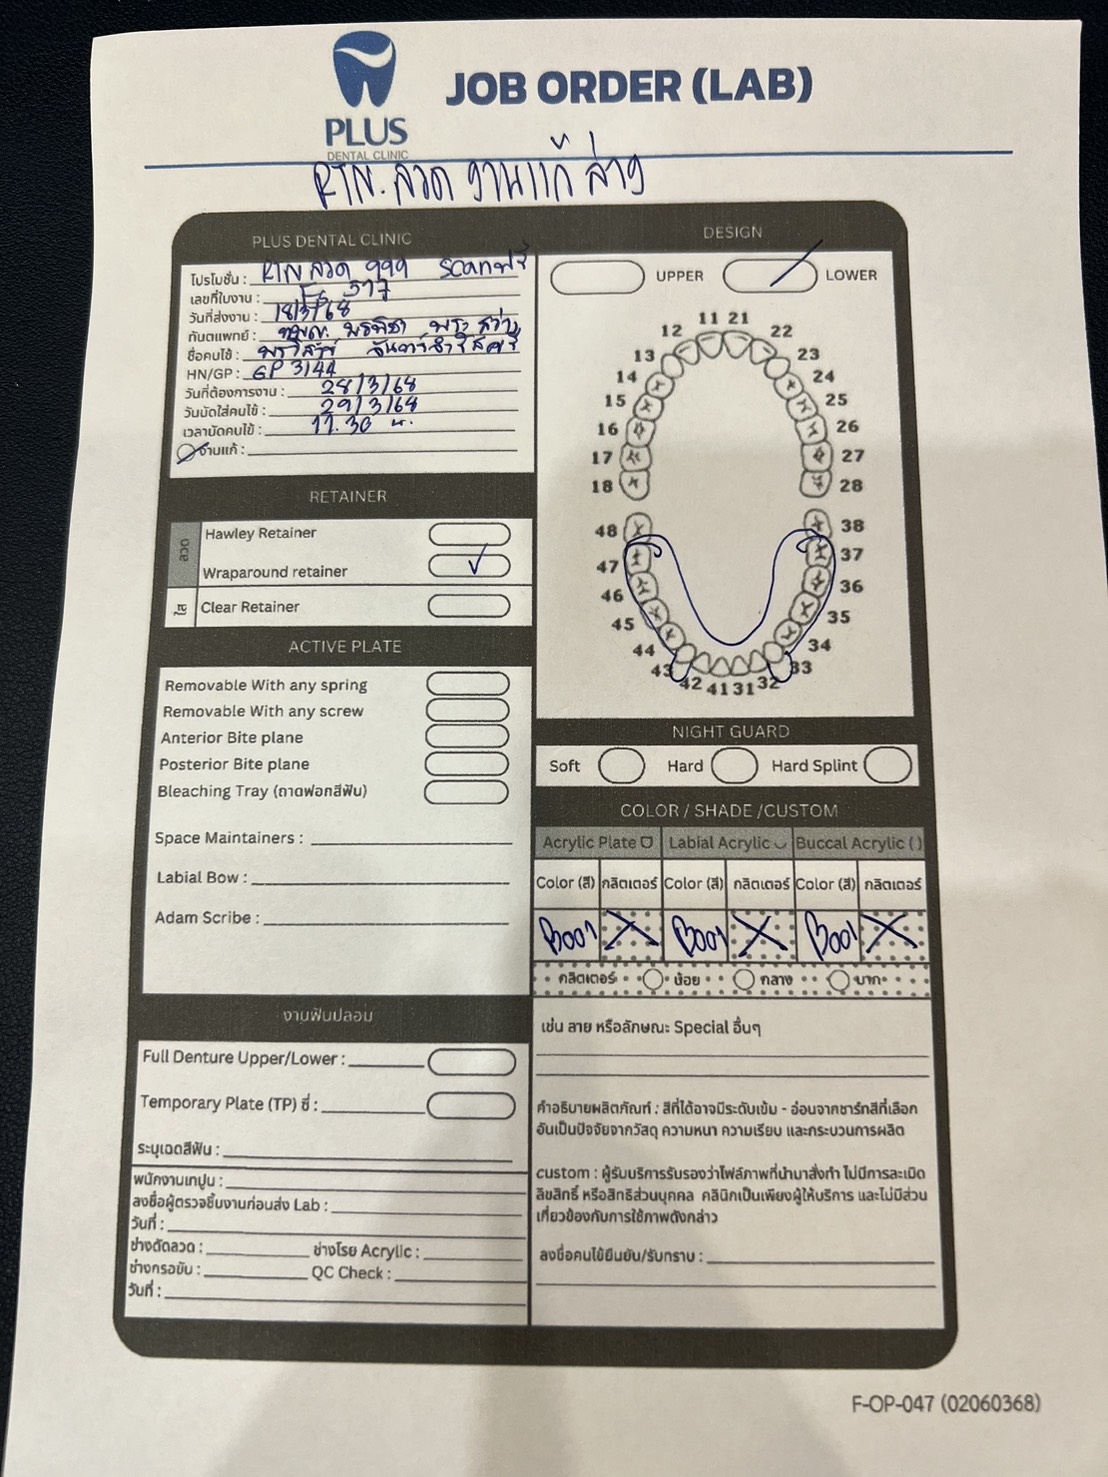 JOB ORDER (LAB)
PLUS
DENTAL CLINIC
RTN. ลวด งานแก้ ล่าง
PLUS DENTAL CLINIC
โปรโมชั่น : RTN ลวด 999 scanฟรี
เลขที่ใบงาน : 517
วันที่ส่งงาน : 18/3/68
ทันตแพทย์ : ทพญ.
ชื่อคนไข้ :
HN/GP : GP 3144
วันที่ต้องการงาน : 28/3/68
วันนัดใส่คนไข้ : 29/3/68
เวลานัดคนไข้ : 11.30 น.
งานแก้ :
RETAINER
ลวด
Hawley Retainer
Wraparound retainer ✓
ใส
Clear Retainer
ACTIVE PLATE
Removable With any spring
Removable With any screw
Anterior Bite plane
Posterior Bite plane
Bleaching Tray (ถาดฟอกสีฟัน)
Space Maintainers :
Labial Bow :
Adam Scribe :
งานฟันปลอม
Full Denture Upper/Lower :
Temporary Plate (TP) ซี่ :
ระบุเฉดสีฟัน :
พนักงานเทปูน :
ลงชื่อผู้ตรวจชิ้นงานก่อนส่ง Lab :
วันที่ :
ช่างดัดลวด : ช่างโรย Acrylic :
ช่างกรอขัด : QC Check :
วันที่ :
DESIGN
UPPER LOWER
11 21
12 22
13 23
14 24
15 25
16 26
17 27
18 28
48 38
47 37
46 36
45 35
44 34
43 33
42 41 31 32
NIGHT GUARD
Soft Hard Hard Splint
COLOR / SHADE /CUSTOM
Acrylic Plate Labial Acrylic Buccal Acrylic ( )
Color (สี) กลิตเตอร์ Color (สี) กลิตเตอร์ Color (สี) กลิตเตอร์
B001 X B001 X B001 X
กลิตเตอร์ น้อย กลาง มาก
เช่น ลาย หรือลักษณะ Special อื่นๆ
คำอธิบายผลิตภัณฑ์ : สีที่ได้อาจมีระดับเข้ม - อ่อนจากชาร์ทสีที่เลือก
อันเป็นปัจจัยจากวัสดุ ความหนา ความเรียบ และกระบวนการผลิต
custom : ผู้รับบริการรับรองว่าไฟล์ภาพที่นำมาสั่งทำ ไม่มีการละเมิด
ลิขสิทธิ์ หรือสิทธิส่วนบุคคล คลินิกเป็นเพียงผู้ให้บริการ และไม่มีส่วน
เกี่ยวข้องกับการใช้ภาพดังกล่าว
ลงชื่อคนไข้ยืนยัน/รับทราบ :
F-OP-047 (02060368)